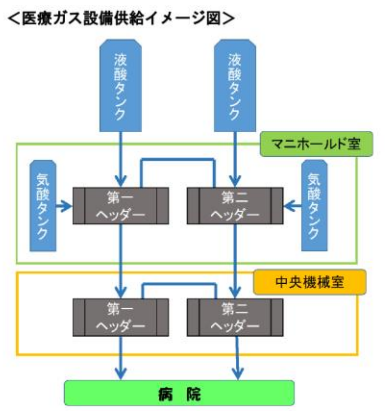 ＜医療ガス設備供給イメージ図＞
液酸タンク
液酸タンク
マニホールド室
気酸タンク
第一
ヘッダー
第二
ヘッダー
気酸タンク
中央機械室
第一
ヘッダー
第二
ヘッダー
病 院